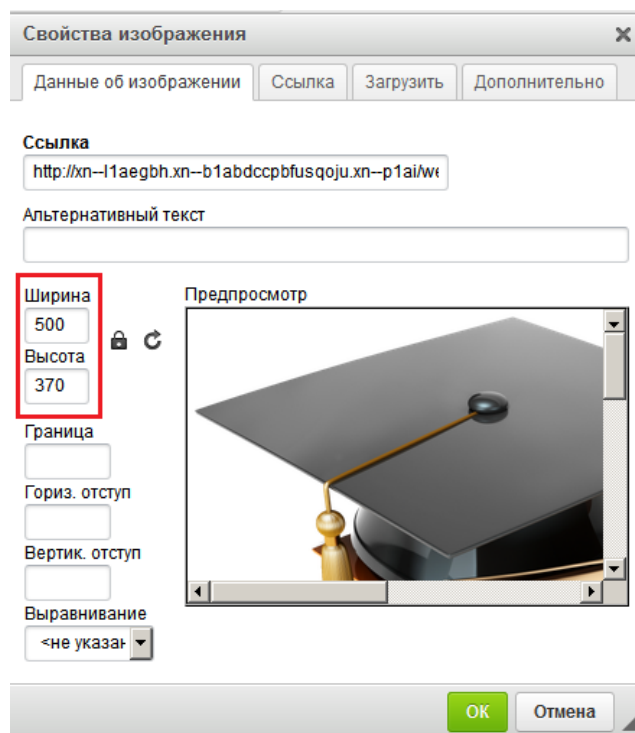 Свойства изображения
Данные об изображении Ссылка Загрузить Дополнительно
Ссылка
http://xn--l1aegbh.xn--b1abdccpbfusqoju.xn--p1ai/we
Альтернативный текст
Ширина Предпросмотр
500
Высота
370
Граница
Гориз. отступ
Вертик. отступ
Выравнивание
<не указан
ОК Отмена